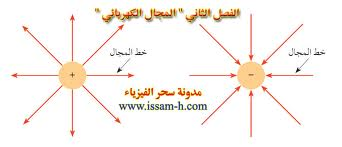 الفصل الثاني " المجال الكهربائي "
خط المجال
خط المجال
+
−
مدونة سحر الفيزياء
www.issam-h.com